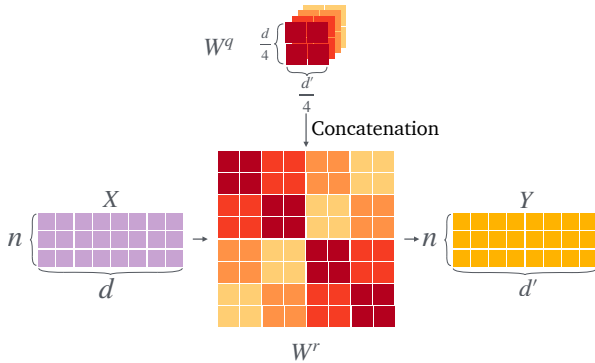 W^q
d/4
d'/4
Concatenation
X
n
d
W^r
Y
n
d'